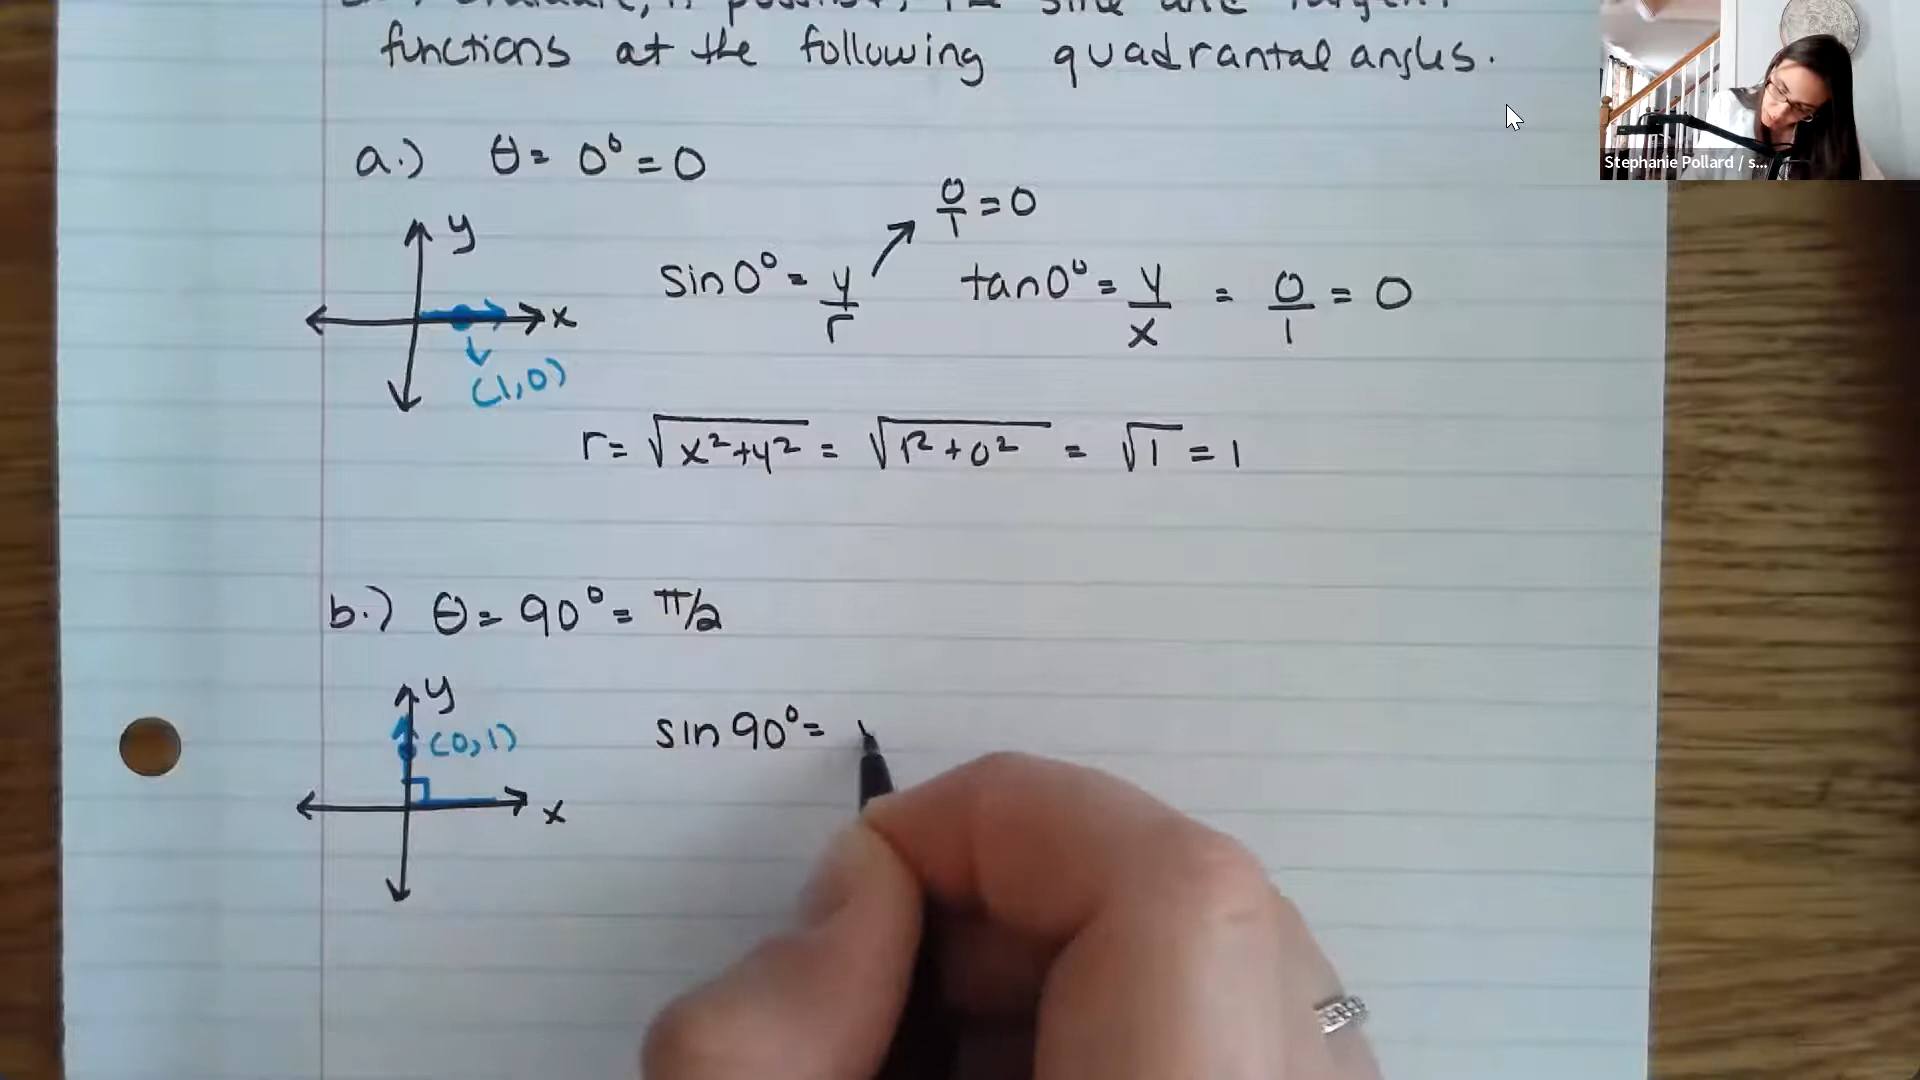 functions at the following quadrantal angles.
Stephanie Pollard / s...
a.) θ = 0° = 0
0/1 = 0
y
sin 0° = y/r
tan 0° = y/x = 0/1 = 0
x
(1,0)
r = √x²+y² = √1²+0² = √1 = 1
b.) θ = 90° = π/2
y
(0,1)
sin 90° =
x